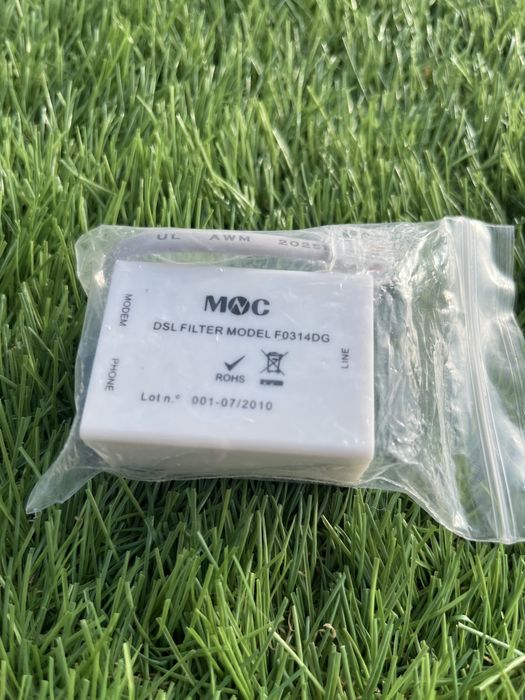 UL AWM 2025
MOC
DSL FILTER MODEL F0314DG
MODEM
PHONE
LINE
ROHS
Lot n.° 001-07/2010